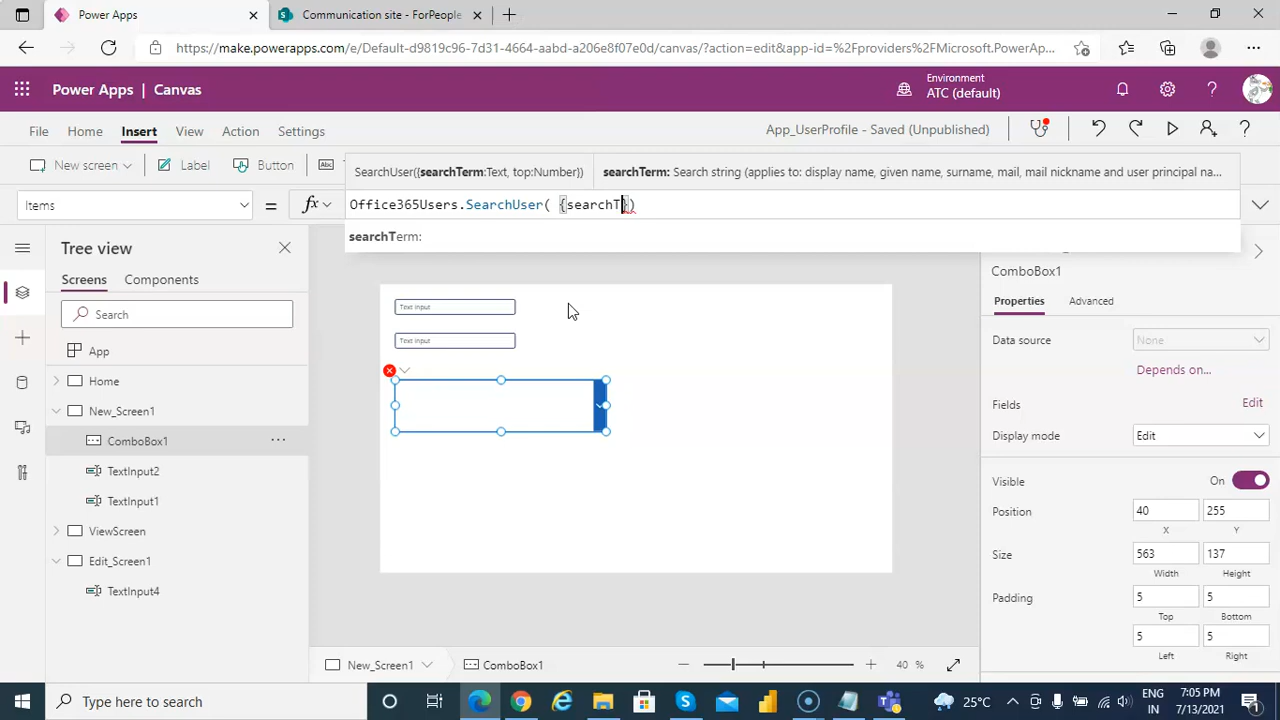 Power Apps
Communication site - ForPeople
https://make.powerapps.com/e/Default-d9819c96-7d31-4664-aabd-a206e8f07e0d/canvas/?action=edit&app-id=%2Fproviders%2FMicrosoft.PowerAp...
Power Apps | Canvas
Environment
ATC (default)
File Home Insert View Action Settings
App_UserProfile - Saved (Unpublished)
New screen Label Button Abc T
SearchUser({searchTerm:Text, top:Number})
searchTerm: Search string (applies to: display name, given name, surname, mail, mail nickname and user principal na...
Items = fx Office365Users.SearchUser( {searchT})
searchTerm:
Tree view
Screens Components
Search
App
Home
New_Screen1
ComboBox1
TextInput2
TextInput1
ViewScreen
Edit_Screen1
TextInput4
Text input
Text input
New_Screen1 ComboBox1 40 %
ComboBox1
Properties Advanced
Data source None
Depends on...
Fields Edit
Display mode Edit
Visible On
Position 40 255
X Y
Size 563 137
Width Height
Padding 5 5
Top Bottom
5 5
Left Right
Type here to search
25°C
ENG
IN
7:05 PM
7/13/2021
1